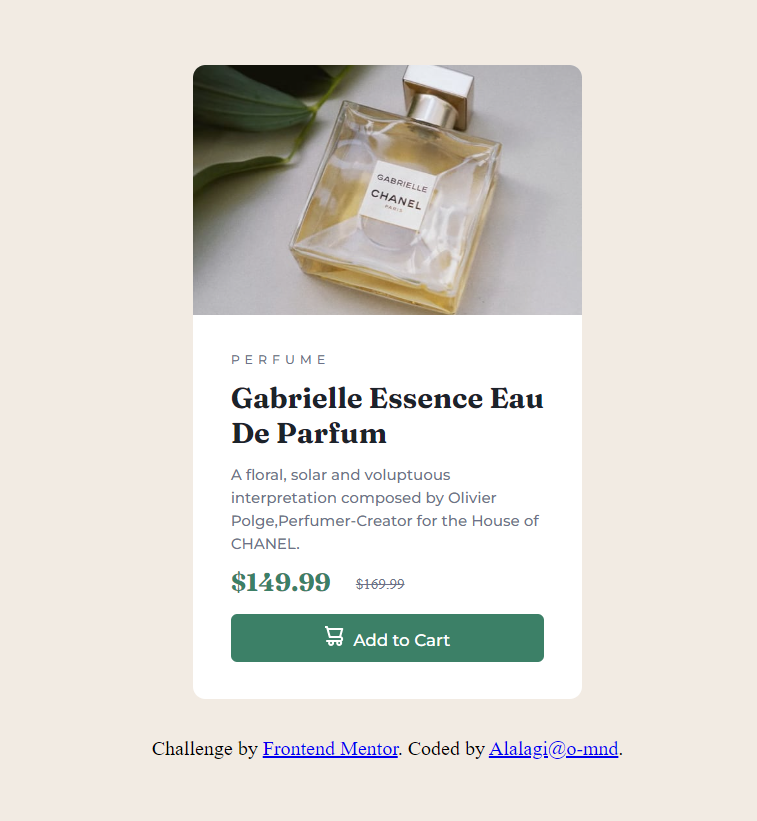 GABRIELLE
CHANEL
PARIS
PERFUME
Gabrielle Essence Eau
De Parfum
A floral, solar and voluptuous
interpretation composed by Olivier
Polge,Perfumer-Creator for the House of
CHANEL.
$149.99 $169.99
Add to Cart
Challenge by Frontend Mentor. Coded by Alalagi@o-mnd.